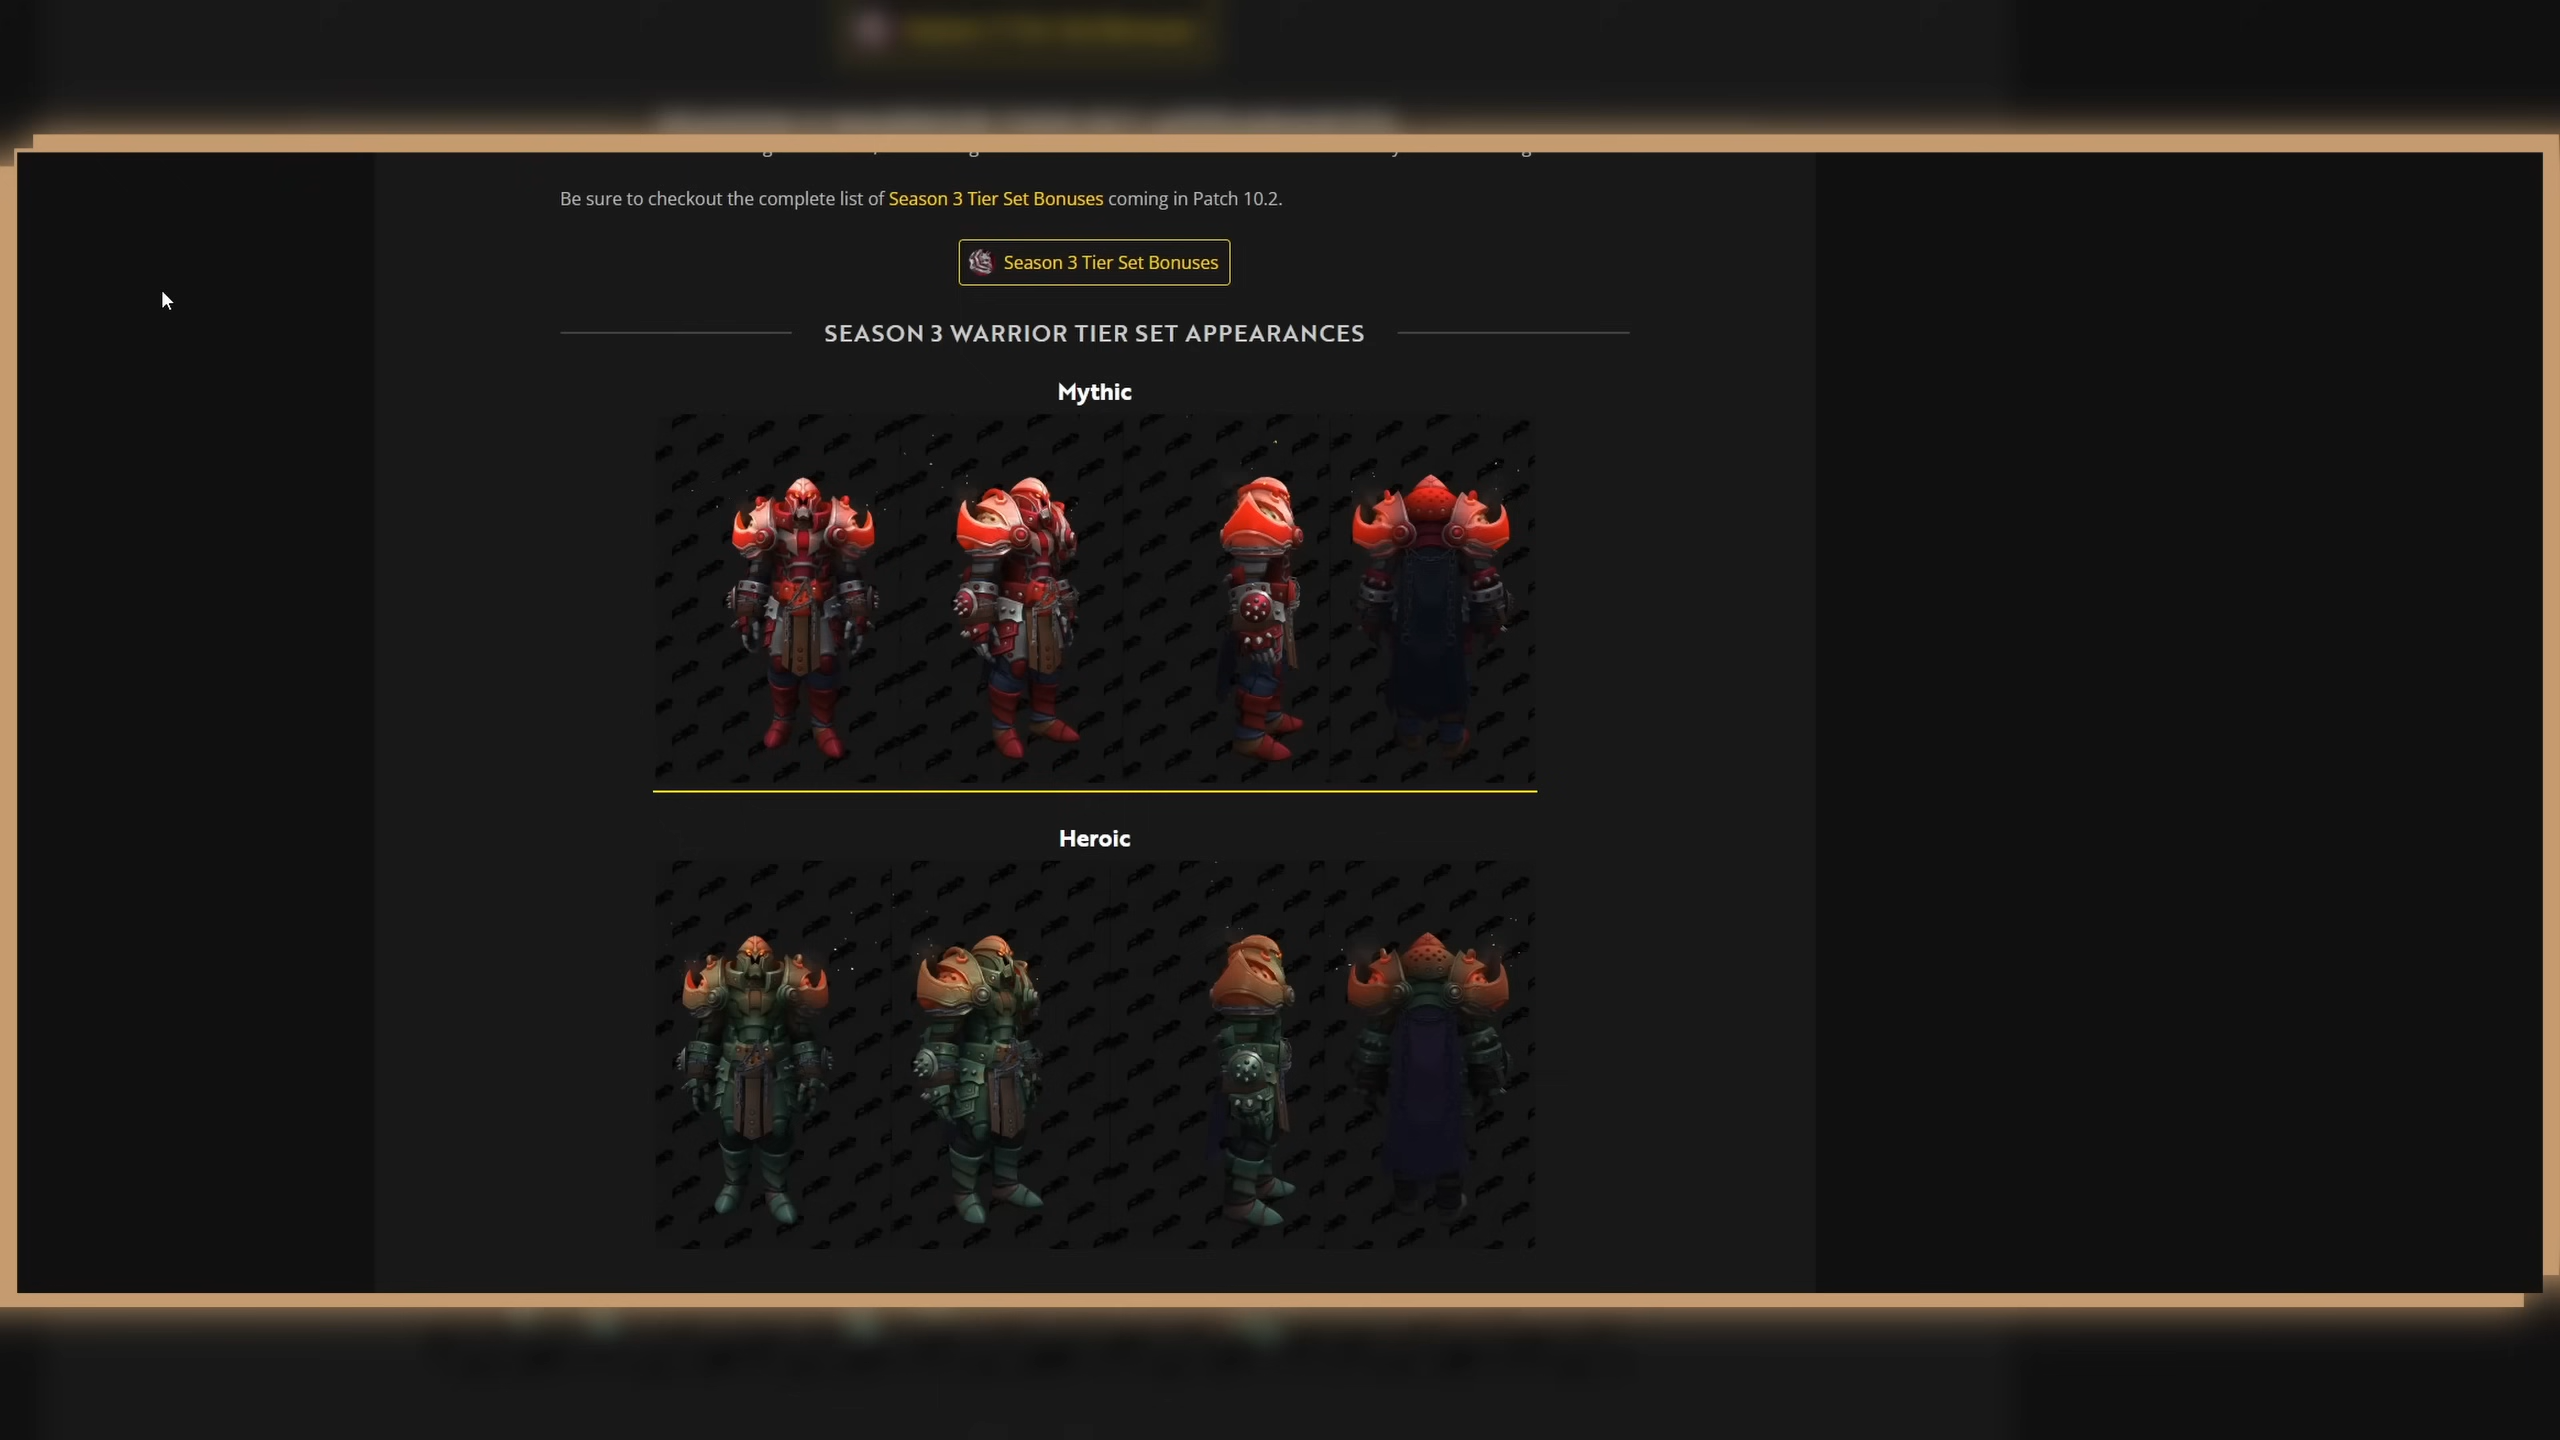 Be sure to checkout the complete list of Season 3 Tier Set Bonuses coming in Patch 10.2.
Season 3 Tier Set Bonuses
SEASON 3 WARRIOR TIER SET APPEARANCES
Mythic
Heroic